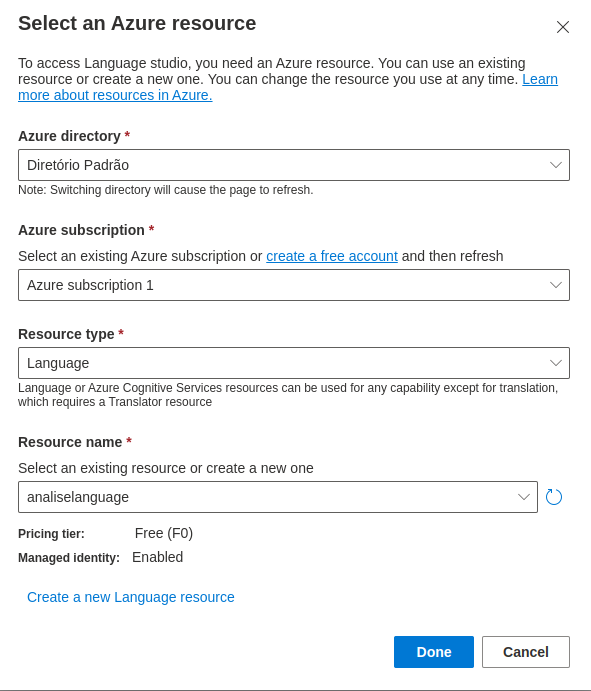 Select an Azure resource
To access Language studio, you need an Azure resource. You can use an existing
resource or create a new one. You can change the resource you use at any time. Learn
more about resources in Azure.
Azure directory *
Diretório Padrão
Note: Switching directory will cause the page to refresh.
Azure subscription *
Select an existing Azure subscription or create a free account and then refresh
Azure subscription 1
Resource type *
Language
Language or Azure Cognitive Services resources can be used for any capability except for translation,
which requires a Translator resource
Resource name *
Select an existing resource or create a new one
analiselanguage
Pricing tier: Free (F0)
Managed identity: Enabled
Create a new Language resource
Done Cancel